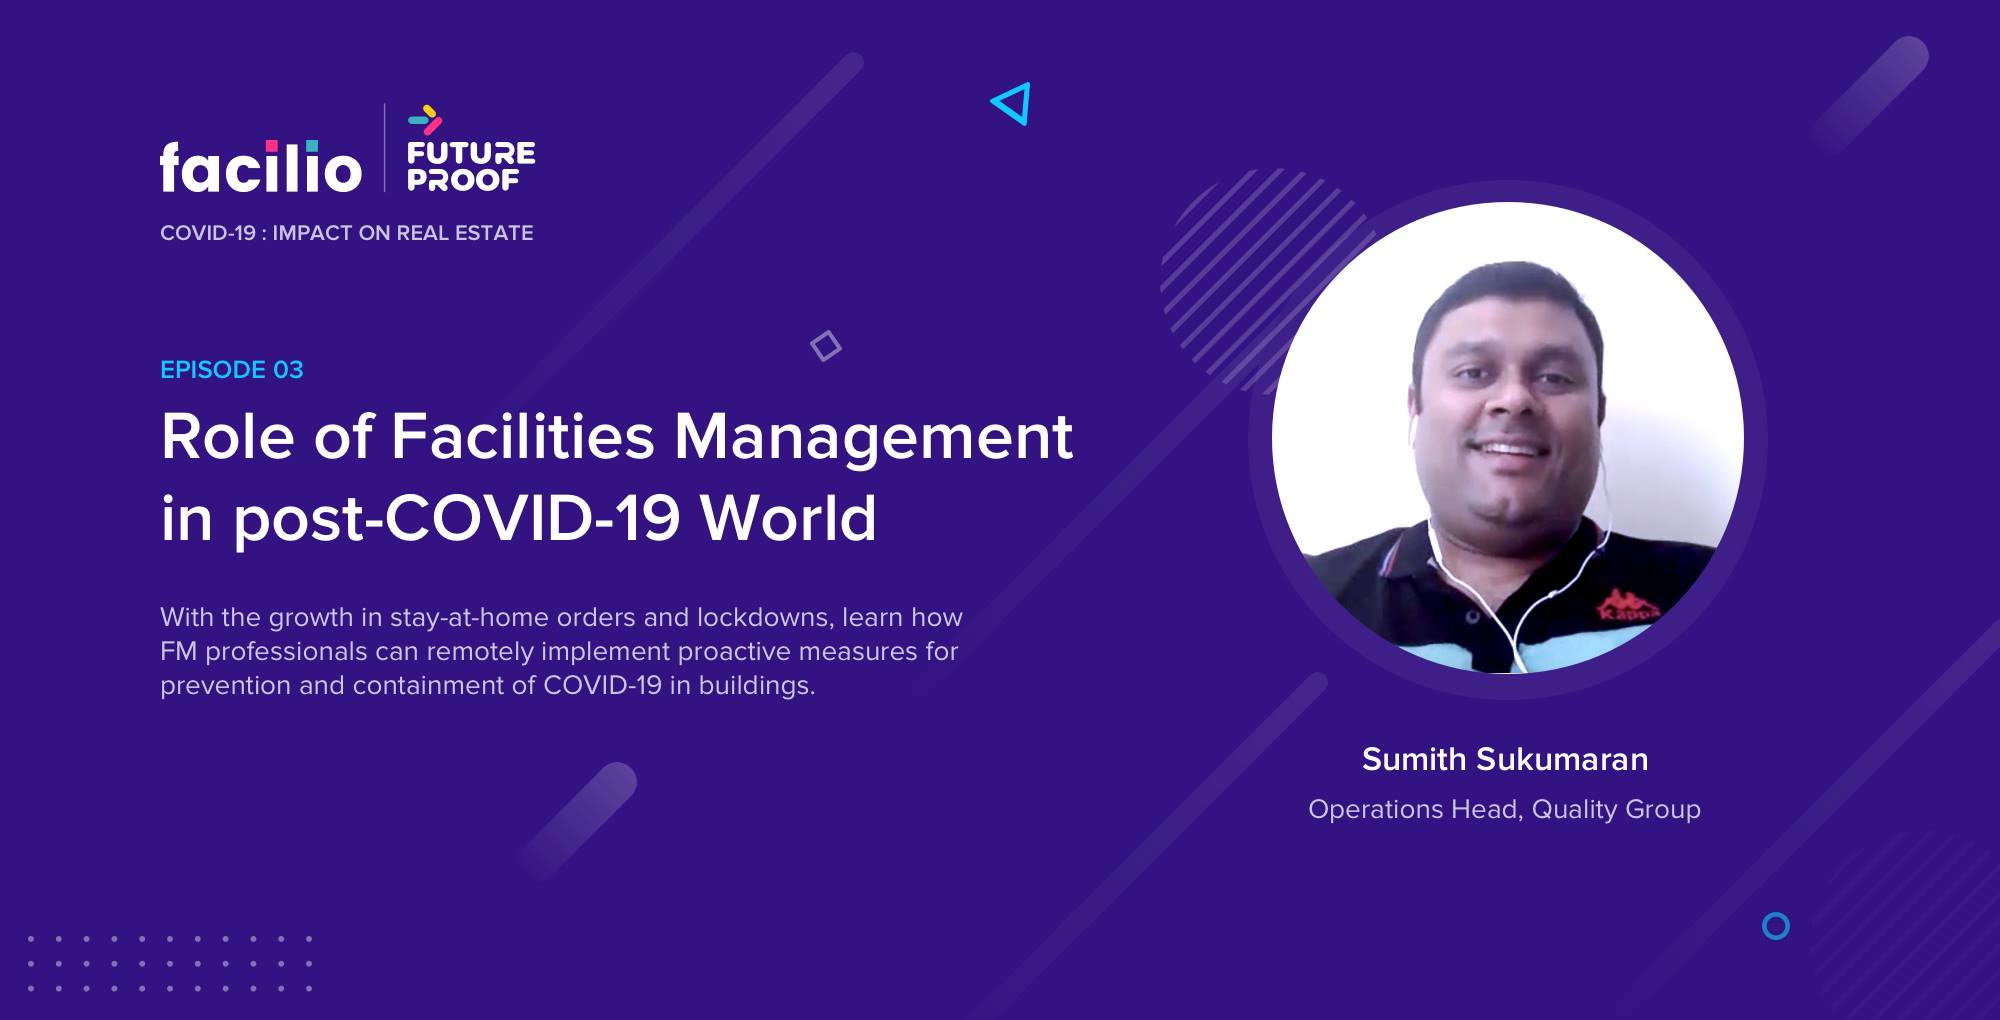 facilio
FUTURE
PROOF
COVID-19 : IMPACT ON REAL ESTATE
EPISODE 03
Role of Facilities Management
in post-COVID-19 World
With the growth in stay-at-home orders and lockdowns, learn how
FM professionals can remotely implement proactive measures for
prevention and containment of COVID-19 in buildings.
Kappa
Sumith Sukumaran
Operations Head, Quality Group